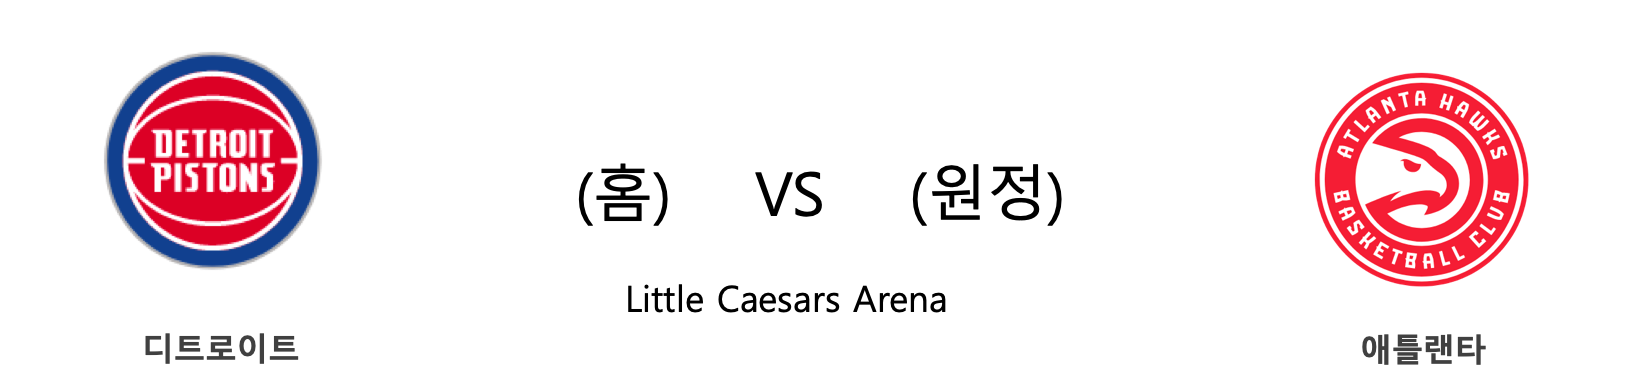 DETROIT
PISTONS
(홈) VS (원정)
Little Caesars Arena
디트로이트
ATLANTA HAWKS
BASKETBALL CLUB
애틀랜타